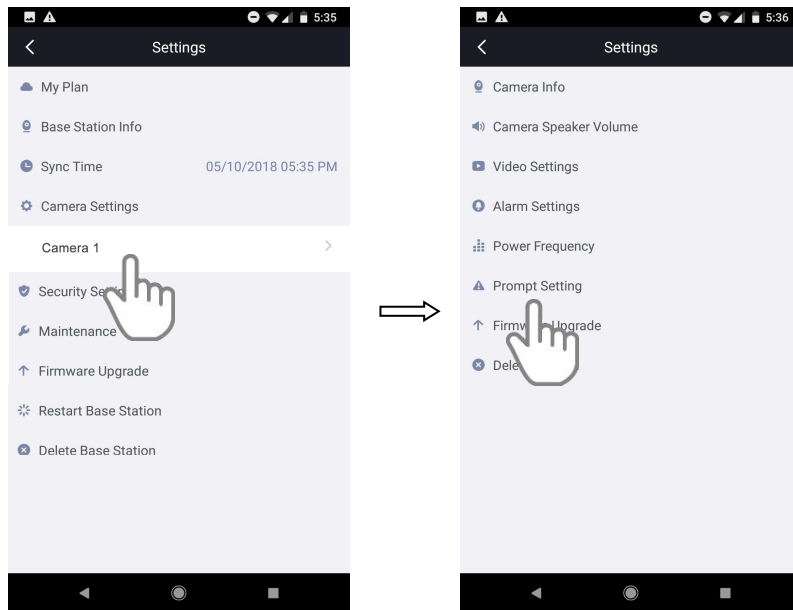 5:35
Settings
My Plan
Base Station Info
Sync Time 05/10/2018 05:35 PM
Camera Settings
Camera 1
Security
Maintenance
Firmware Upgrade
Restart Base Station
Delete Base Station
5:36
Settings
Camera Info
Camera Speaker Volume
Video Settings
Alarm Settings
Power Frequency
Prompt Setting
Upgrade